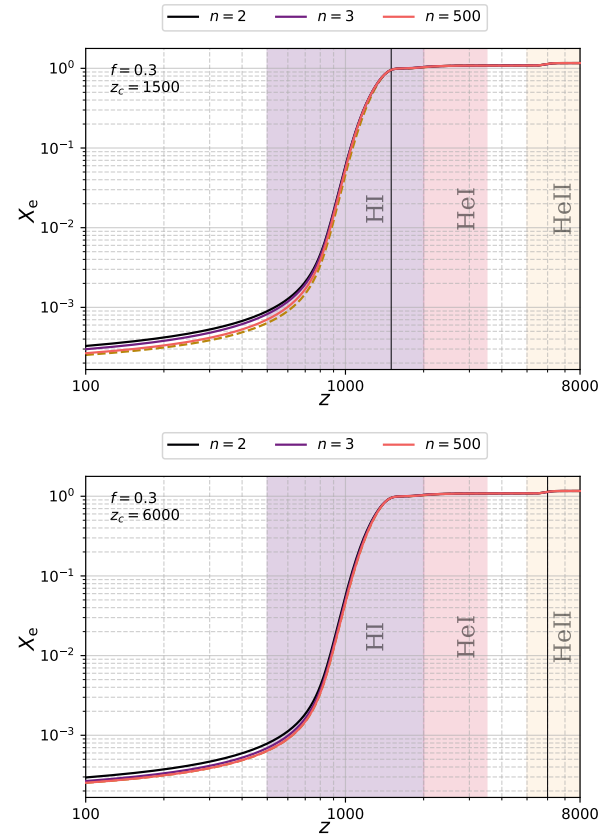 n = 2 n = 3 n = 500
f = 0.3
z_c = 1500
10^0
10^{-1}
10^{-2}
10^{-3}
X_e
HI HeI HeII
100 1000 8000
z
n = 2 n = 3 n = 500
f = 0.3
z_c = 6000
10^0
10^{-1}
10^{-2}
10^{-3}
X_e
HI HeI HeII
100 1000 8000
z